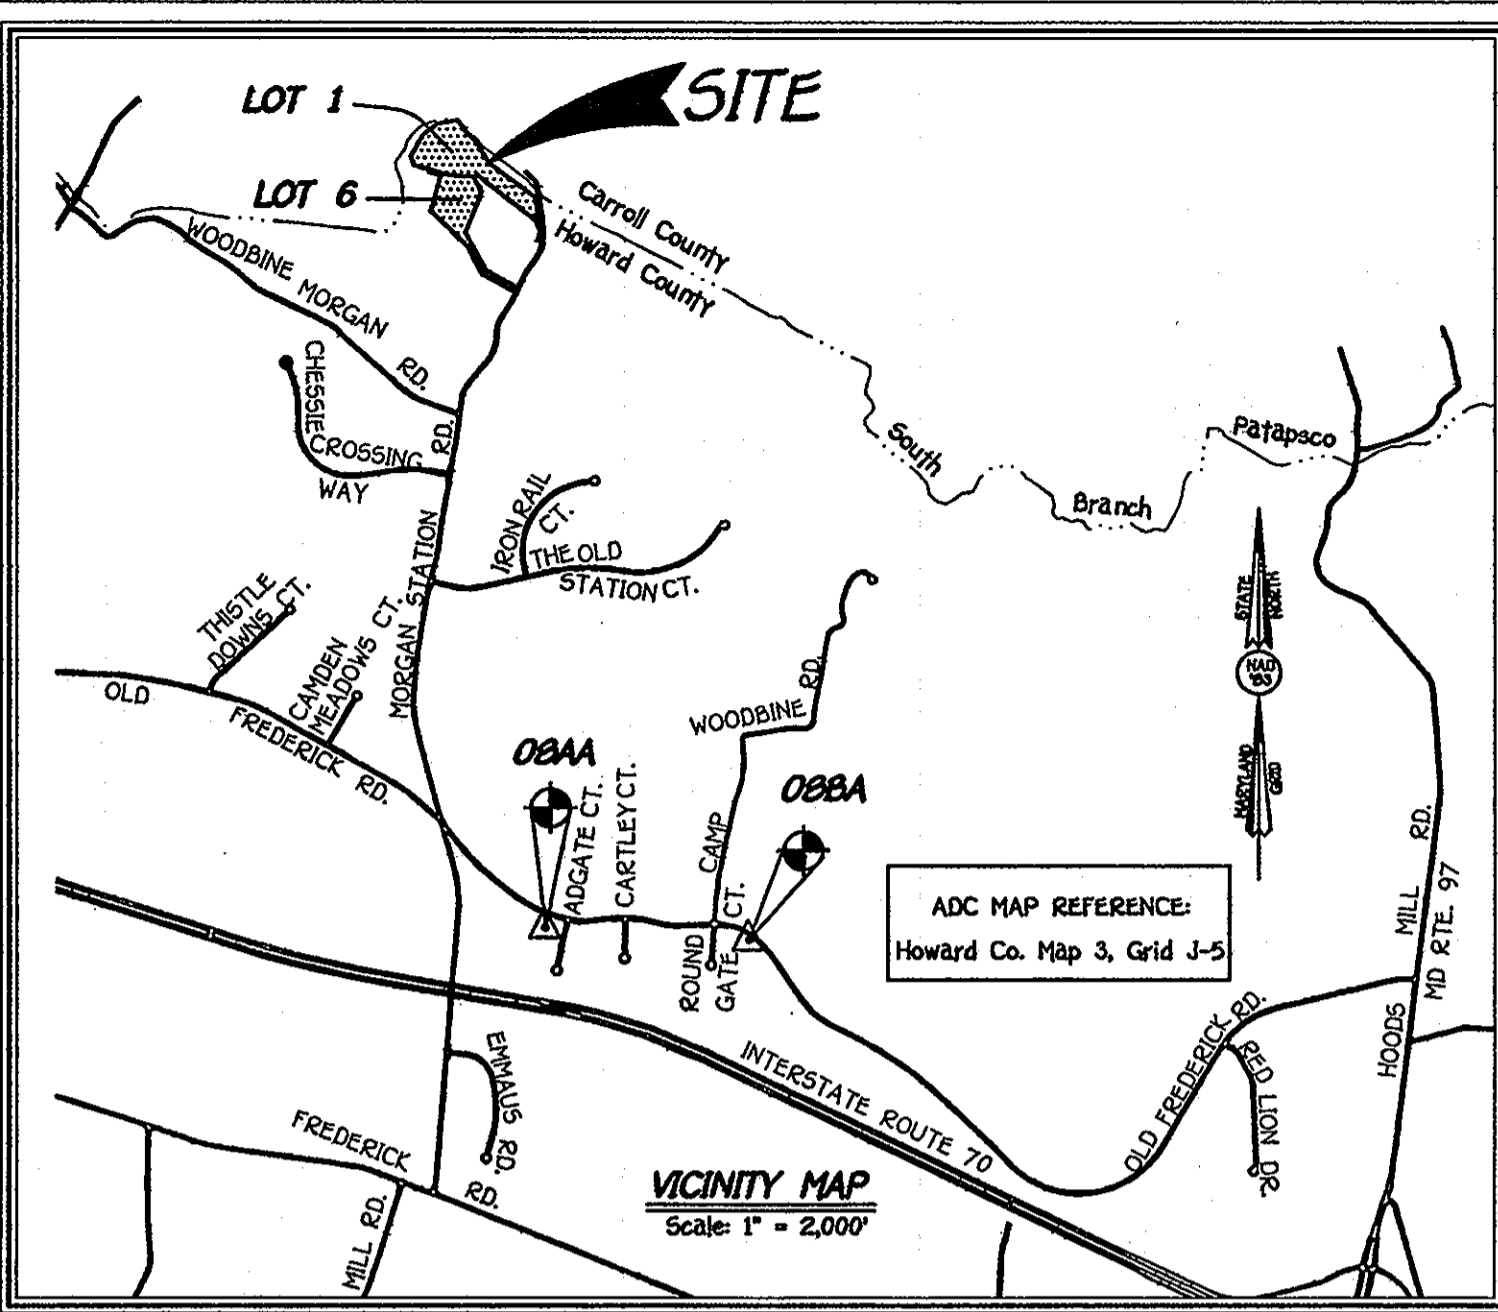 LOT 1
SITE
LOT 6
Carroll County
Howard County
WOODBINE MORGAN RD.
CHESSIE
CROSSING
WAY
MORGAN STATION RD.
IRON RAIL
CT.
THE OLD
STATION CT.
South Branch Patapsco
THISTLE
DOWNS CT.
CAMDEN
MEADOWS CT.
OLD FREDERICK RD.
STATE
NORTH
NAD
'83
MARYLAND
GRID
WOODBINE RD.
CAMP
08AA
08BA
ADGATE CT.
CARTLEY CT.
ROUND
GATE CT.
ADC MAP REFERENCE:
Howard Co. Map 3, Grid J-5
HOODS MILL RD.
MD RTE. 97
OLD FREDERICK RD.
RED LION DR.
INTERSTATE ROUTE 70
EMMAUS RD.
FREDERICK RD.
MILL RD.
VICINITY MAP
Scale: 1" = 2,000'